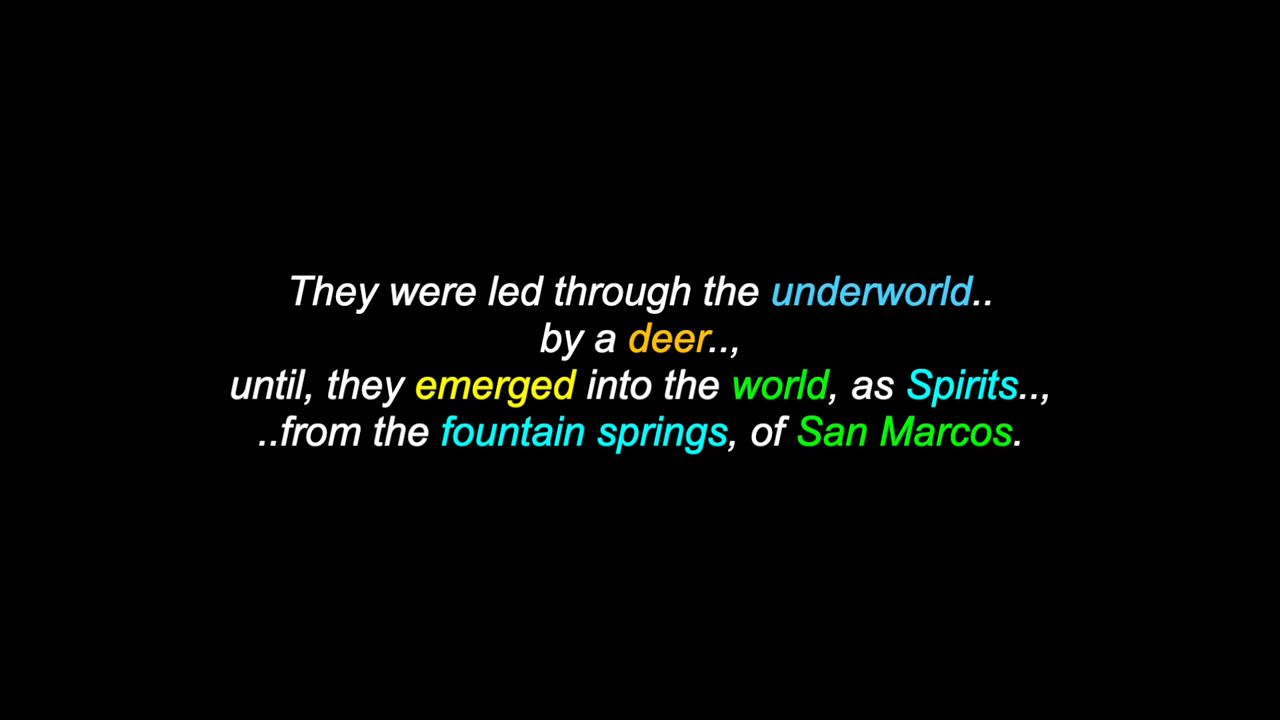 They were led through the underworld..
by a deer..,
until, they emerged into the world, as Spirits..,
..from the fountain springs, of San Marcos.